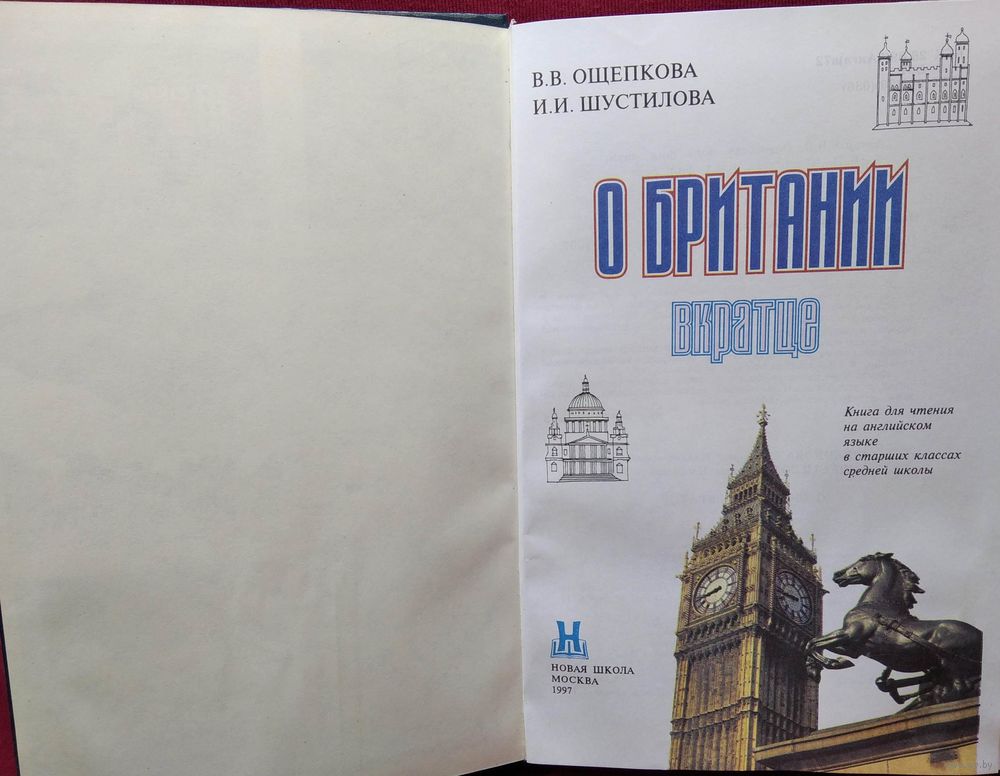 В.В. ОЩЕПКОВА
И.И. ШУСТИЛОВА
О БРИТАНИИ
вкратце
Книга для чтения
на английском
языке
в старших классах
средней школы
Н
НОВАЯ ШКОЛА
МОСКВА
1997